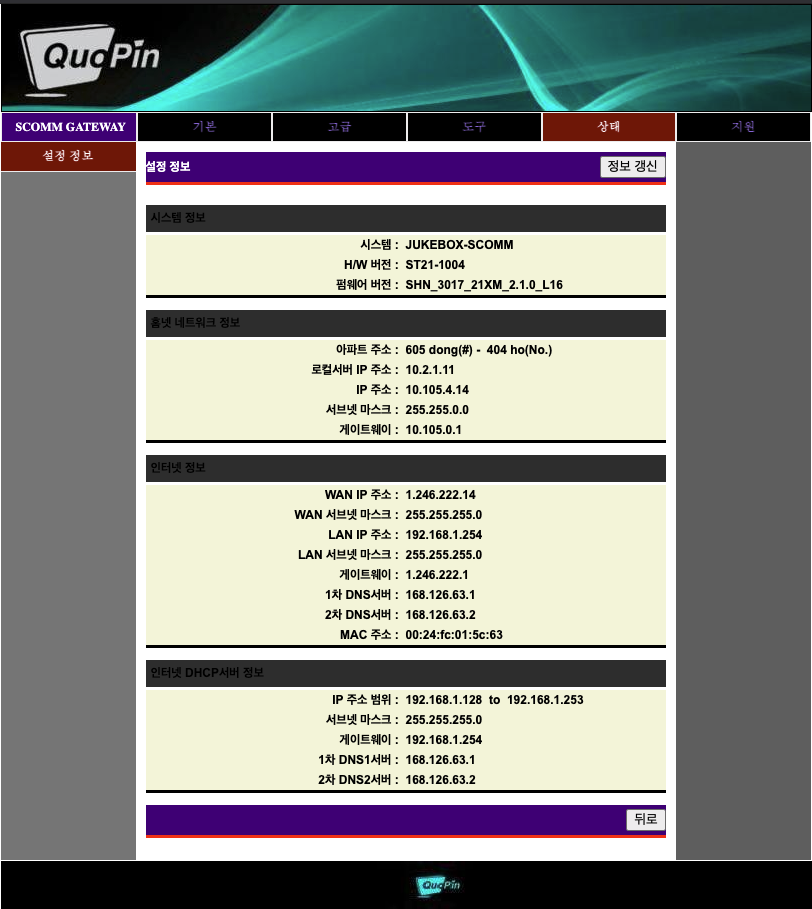 QuoPin
SCOMM GATEWAY 기본 고급 도구 상태 지원
설정 정보
설정 정보 정보 갱신
시스템 정보
시스템 : JUKEBOX-SCOMM
H/W 버전 : ST21-1004
펌웨어 버전 : SHN_3017_21XM_2.1.0_L16
홈넷 네트워크 정보
아파트 주소 : 605 dong(#) - 404 ho(No.)
로컬서버 IP 주소 : 10.2.1.11
IP 주소 : 10.105.4.14
서브넷 마스크 : 255.255.0.0
게이트웨이 : 10.105.0.1
인터넷 정보
WAN IP 주소 : 1.246.222.14
WAN 서브넷 마스크 : 255.255.255.0
LAN IP 주소 : 192.168.1.254
LAN 서브넷 마스크 : 255.255.255.0
게이트웨이 : 1.246.222.1
1차 DNS서버 : 168.126.63.1
2차 DNS서버 : 168.126.63.2
MAC 주소 : 00:24:fc:01:5c:63
인터넷 DHCP서버 정보
IP 주소 범위 : 192.168.1.128 to 192.168.1.253
서브넷 마스크 : 255.255.255.0
게이트웨이 : 192.168.1.254
1차 DNS1서버 : 168.126.63.1
2차 DNS2서버 : 168.126.63.2
뒤로
QuoPin